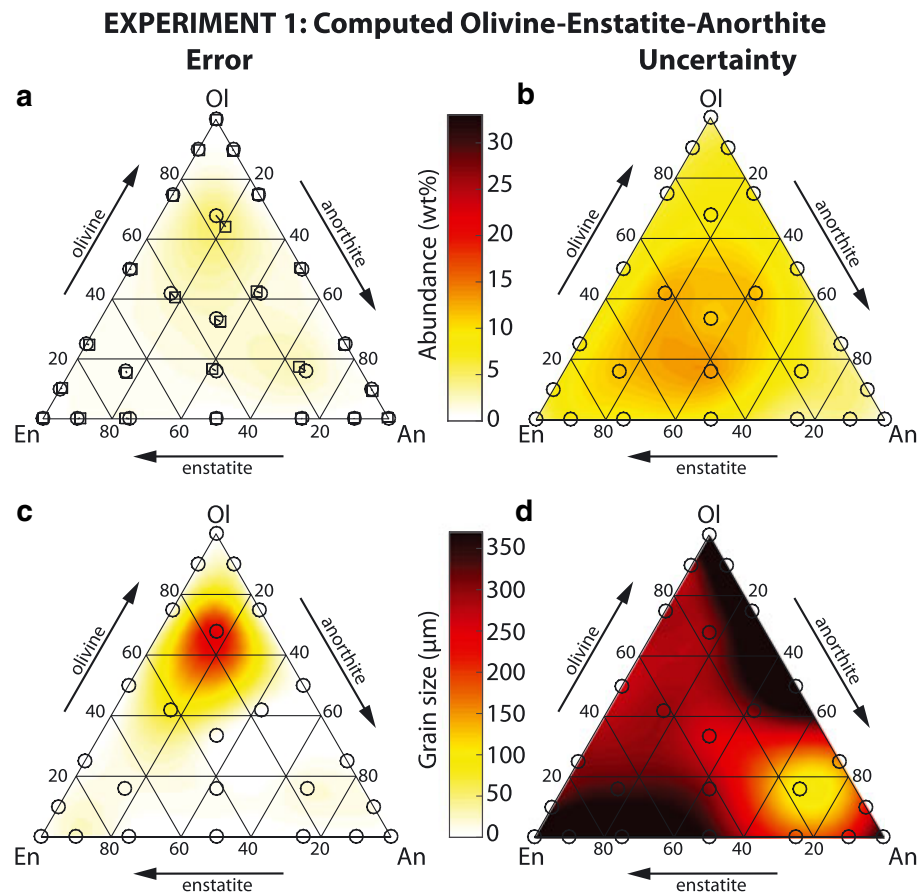 EXPERIMENT 1: Computed Olivine-Enstatite-Anorthite
Error
Uncertainty
a
Ol
80
20
60
40
40
60
20
80
En
80
60
40
20
An
olivine
anorthite
enstatite
Abundance (wt%)
30
25
20
15
10
5
0
b
Ol
80
20
60
40
40
60
20
80
En
80
60
40
20
An
olivine
anorthite
enstatite
c
Ol
80
20
60
40
40
60
20
80
En
80
60
40
20
An
olivine
anorthite
enstatite
Grain size (μm)
350
300
250
200
150
100
50
0
d
Ol
80
20
60
40
40
60
20
80
En
80
60
40
20
An
olivine
anorthite
enstatite